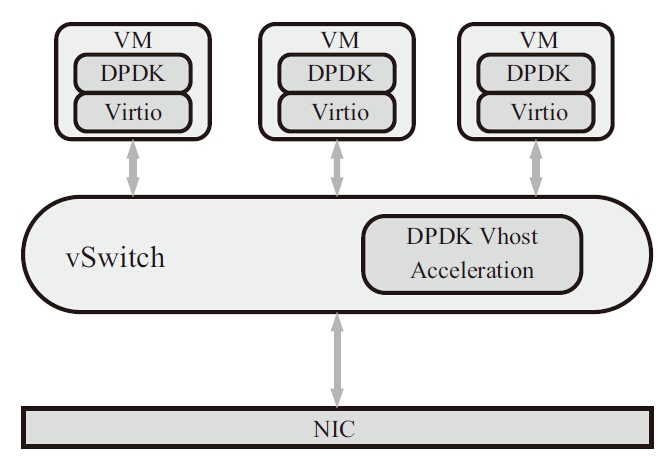 VM
DPDK
Virtio
VM
DPDK
Virtio
VM
DPDK
Virtio
vSwitch
DPDK Vhost
Acceleration
NIC